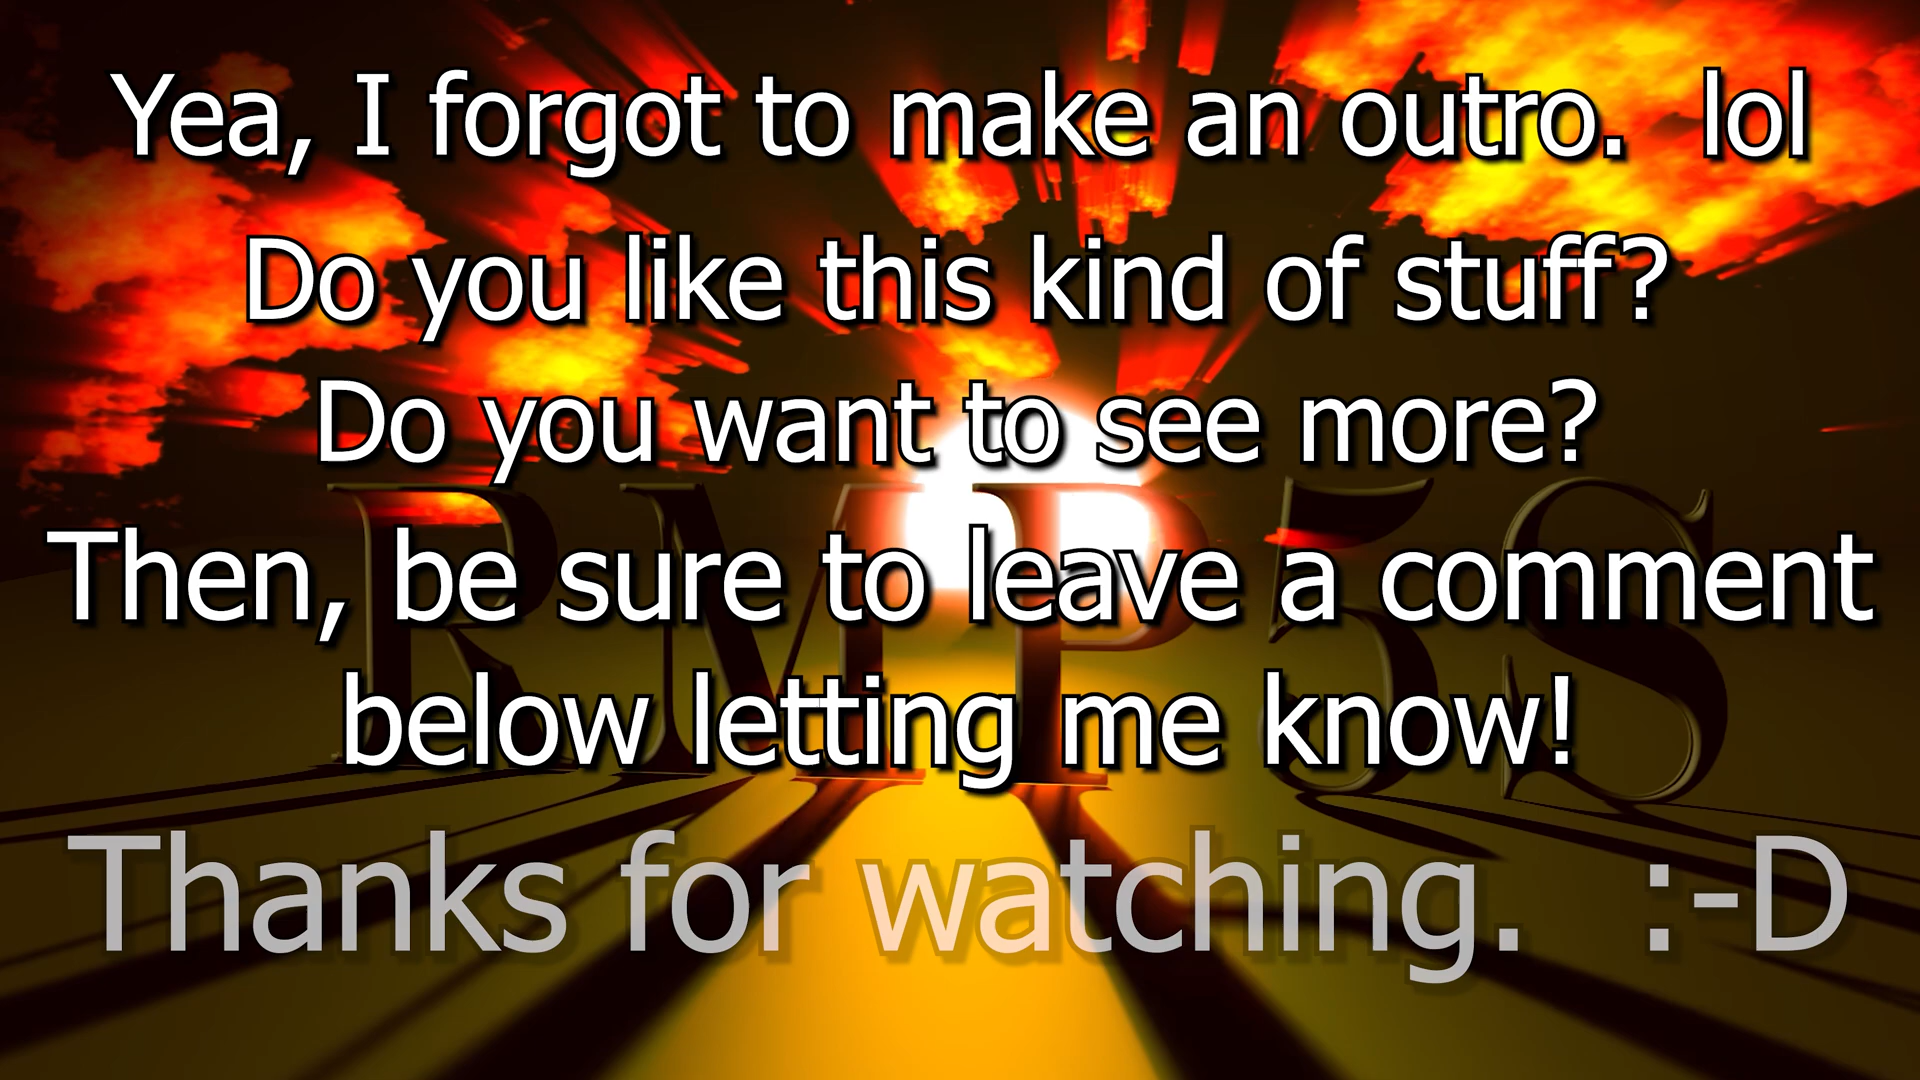 Yea, I forgot to make an outro.  lol
Do you like this kind of stuff?
Do you want to see more?
RMP5S
Then, be sure to leave a comment
below letting me know!
Thanks for watching.  :-D